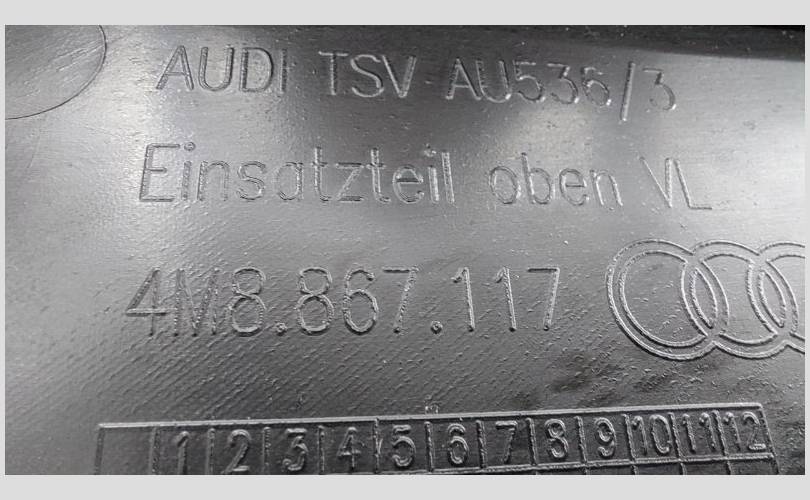 AUDI TSV AU536/3
Einsatzteil oben VL
4M8.867.117
1 2 3 4 5 6 7 8 9 10 11 12